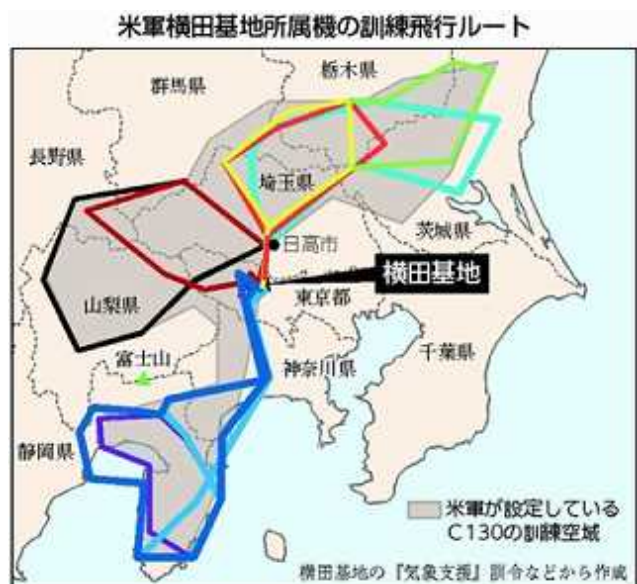 米軍横田基地所属機の訓練飛行ルート
栃木県
群馬県
長野県
埼玉県
茨城県
日高市
横田基地
東京都
山梨県
千葉県
富士山
神奈川県
静岡県
米軍が設定している
C130の訓練空域
横田基地の『気象支援』訓令などから作成